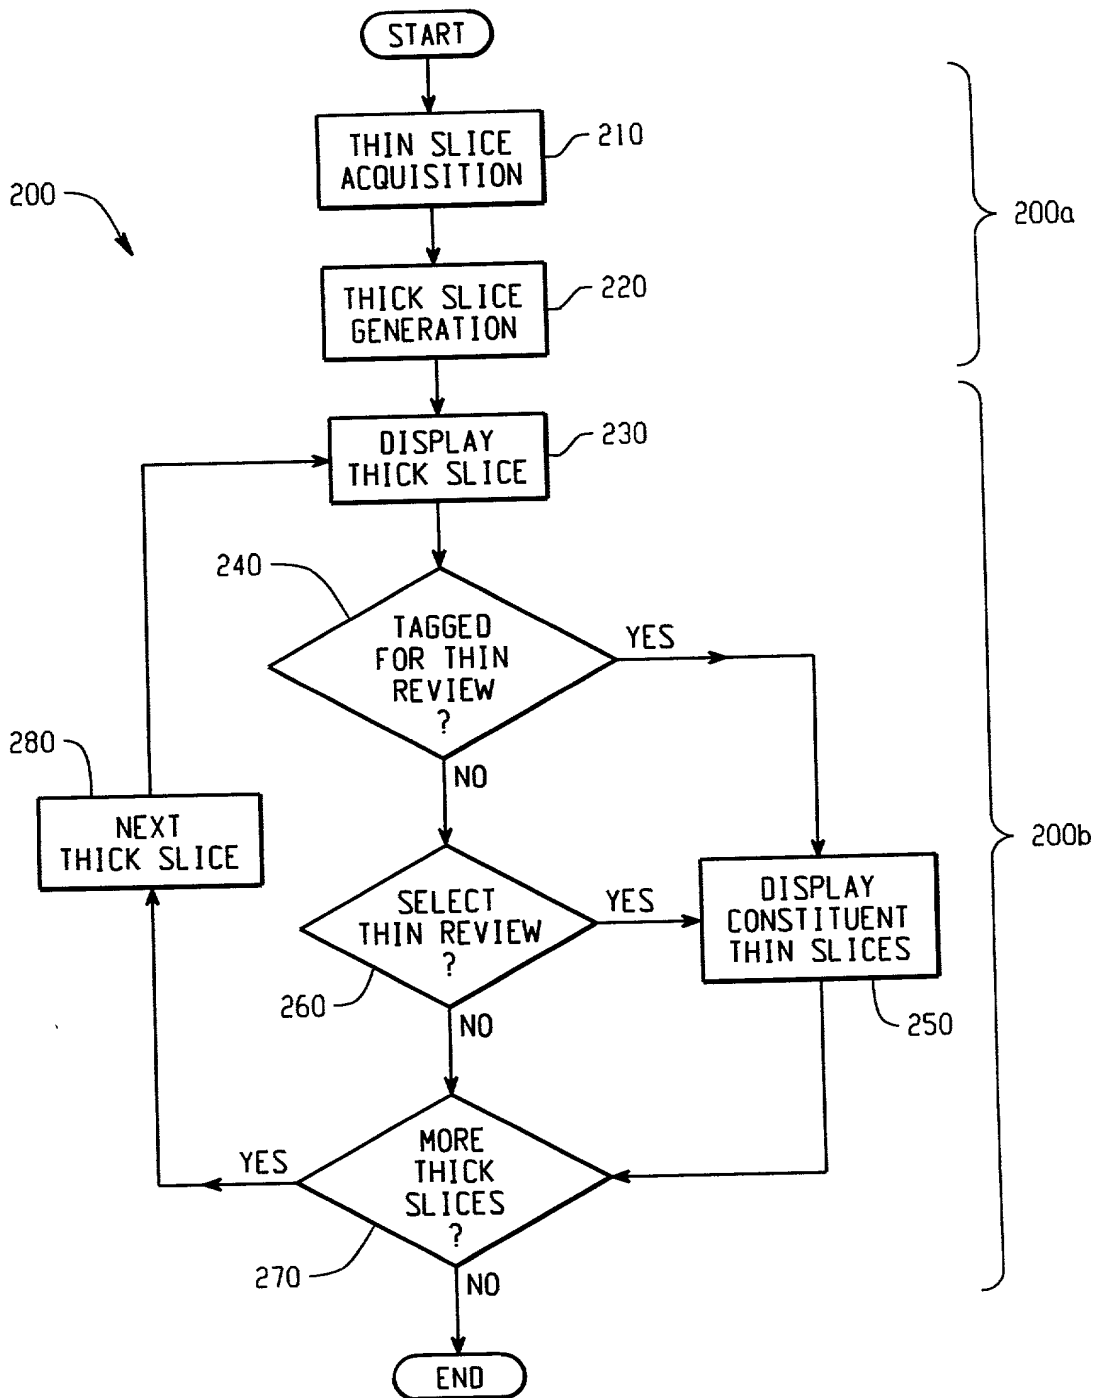 START
THIN SLICE
ACQUISITION
210
200
200a
THICK SLICE
GENERATION
220
DISPLAY
THICK SLICE
230
240
TAGGED
FOR THIN
REVIEW
?
YES
NO
280
NEXT
THICK SLICE
200b
SELECT
THIN REVIEW
?
YES
DISPLAY
CONSTITUENT
THIN SLICES
260
NO
250
MORE
THICK
SLICES
?
YES
270
NO
END